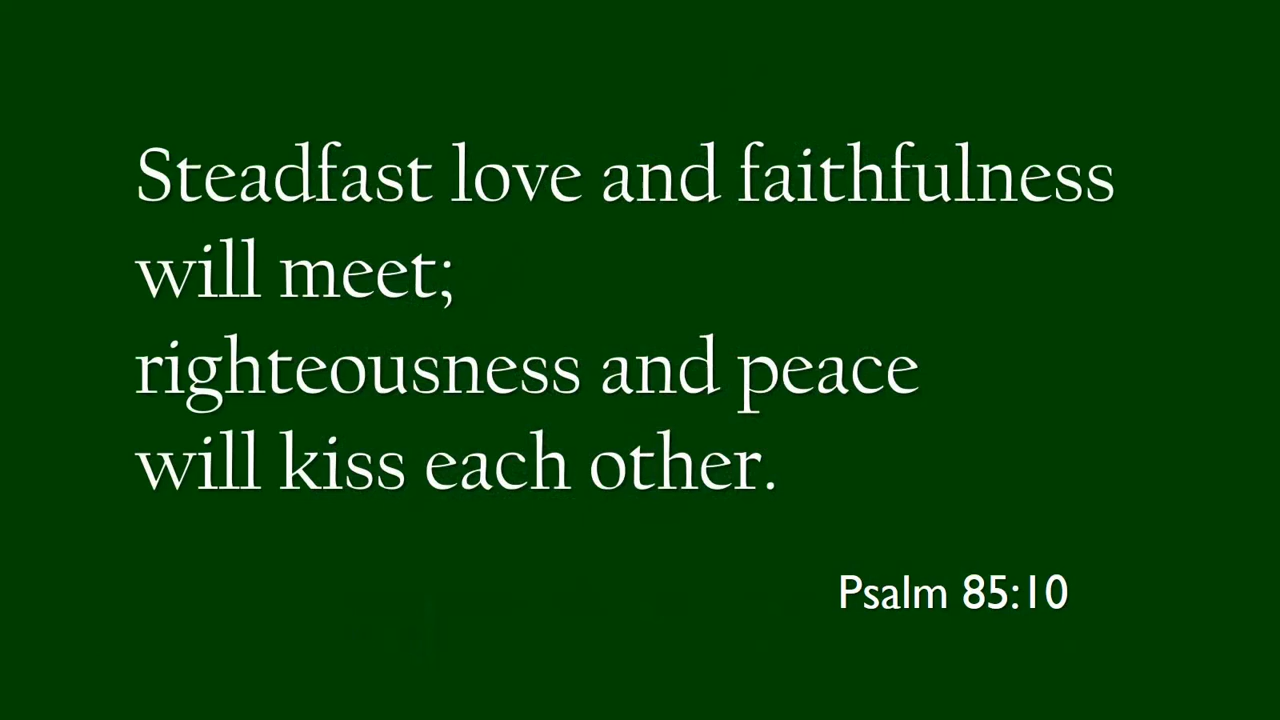 Steadfast love and faithfulness
will meet;
righteousness and peace
will kiss each other.
Psalm 85:10